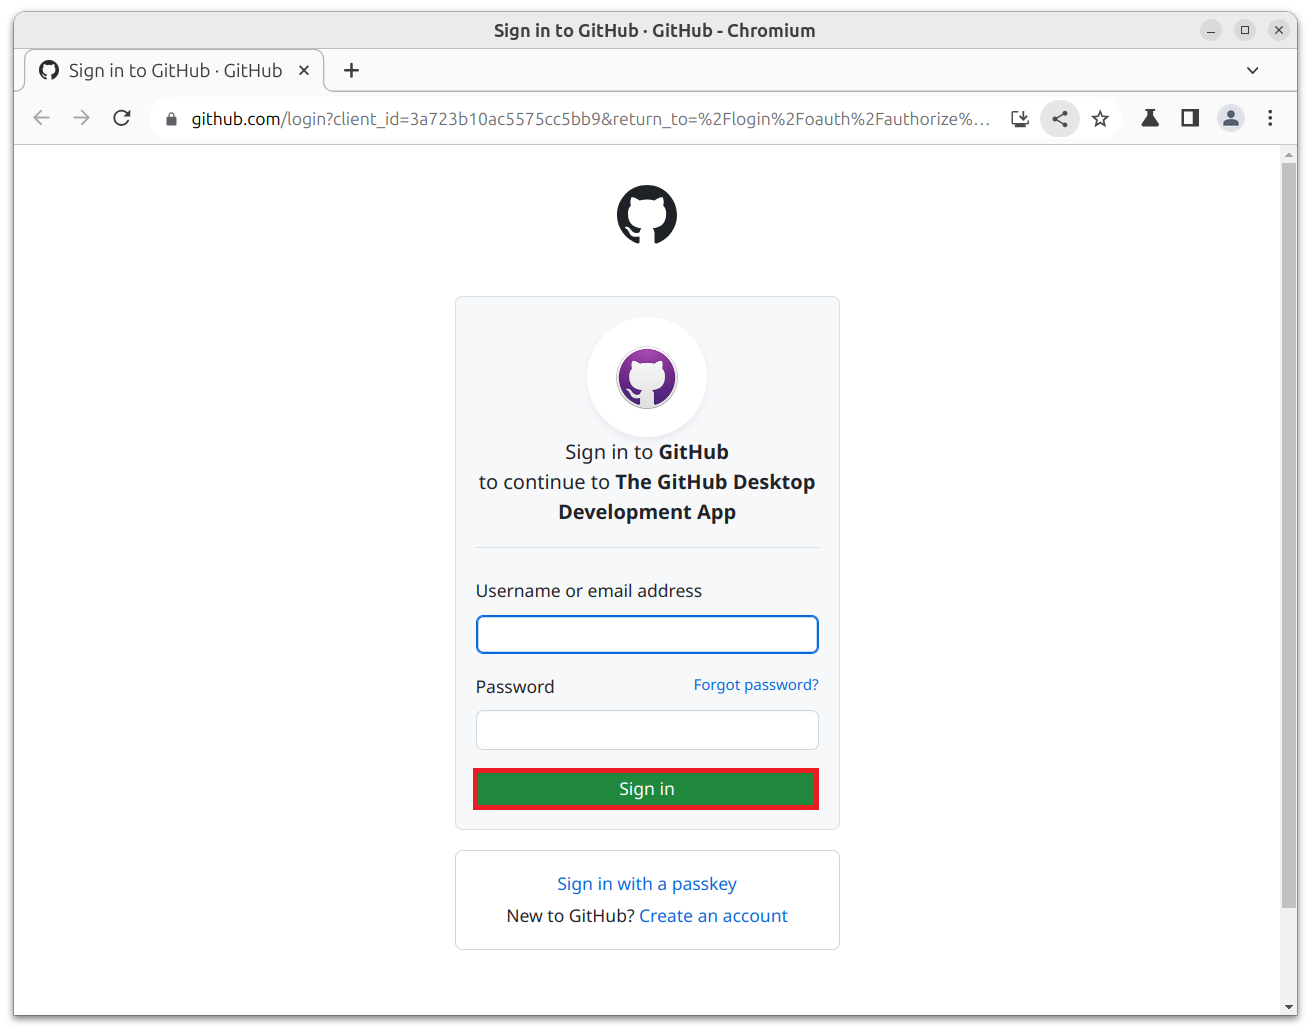 Sign in to GitHub · GitHub - Chromium
Sign in to GitHub · GitHub
github.com/login?client_id=3a723b10ac5575cc5bb9&return_to=%2Flogin%2Foauth%2Fauthorize%...
Sign in to GitHub
to continue to The GitHub Desktop
Development App
Username or email address
Password
Forgot password?
Sign in
Sign in with a passkey
New to GitHub? Create an account